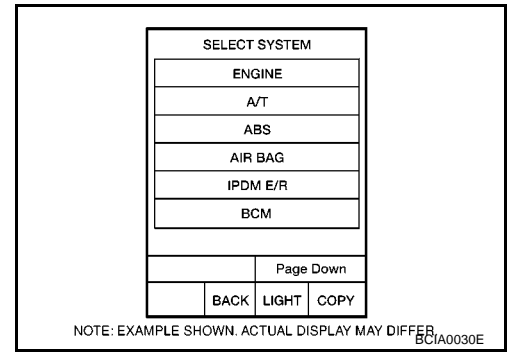 SELECT SYSTEM
ENGINE
A/T
ABS
AIR BAG
IPDM E/R
BCM
Page Down
BACK LIGHT COPY
NOTE: EXAMPLE SHOWN. ACTUAL DISPLAY MAY DIFFER.
BCIA0030E